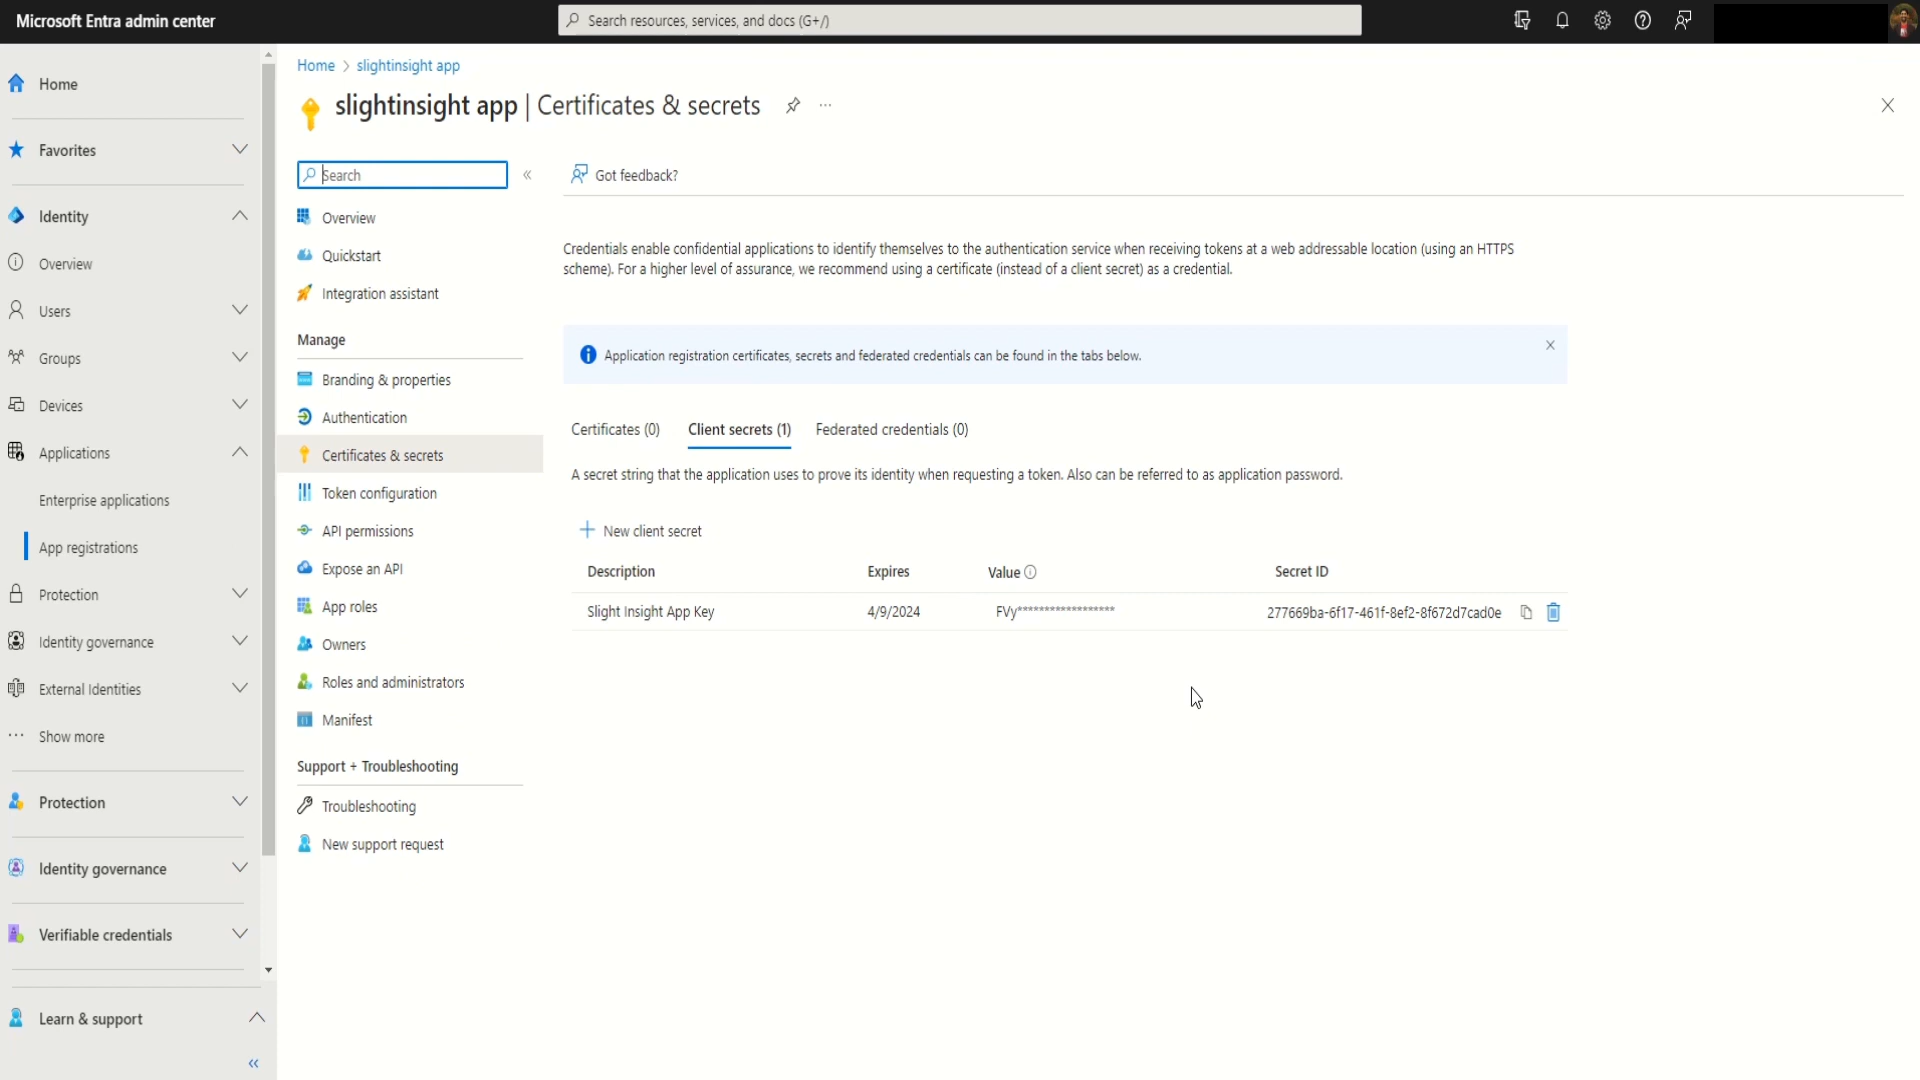 Microsoft Entra admin center
Search resources, services, and docs (G+/)
Home
Favorites
Identity
Overview
Users
Groups
Devices
Applications
Enterprise applications
App registrations
Protection
Identity governance
External Identities
Show more
Protection
Identity governance
Verifiable credentials
Learn & support
Home > slightinsight app
slightinsight app | Certificates & secrets
Search
Overview
Quickstart
Integration assistant
Manage
Branding & properties
Authentication
Certificates & secrets
Token configuration
API permissions
Expose an API
App roles
Owners
Roles and administrators
Manifest
Support + Troubleshooting
Troubleshooting
New support request
Got feedback?
Credentials enable confidential applications to identify themselves to the authentication service when receiving tokens at a web addressable location (using an HTTPS
scheme). For a higher level of assurance, we recommend using a certificate (instead of a client secret) as a credential.
Application registration certificates, secrets and federated credentials can be found in the tabs below.
Certificates (0) Client secrets (1) Federated credentials (0)
A secret string that the application uses to prove its identity when requesting a token. Also can be referred to as application password.
New client secret
Description Expires Value Secret ID
Slight Insight App Key 4/9/2024 FVy****************** 277669ba-6f17-461f-8ef2-8f672d7cad0e